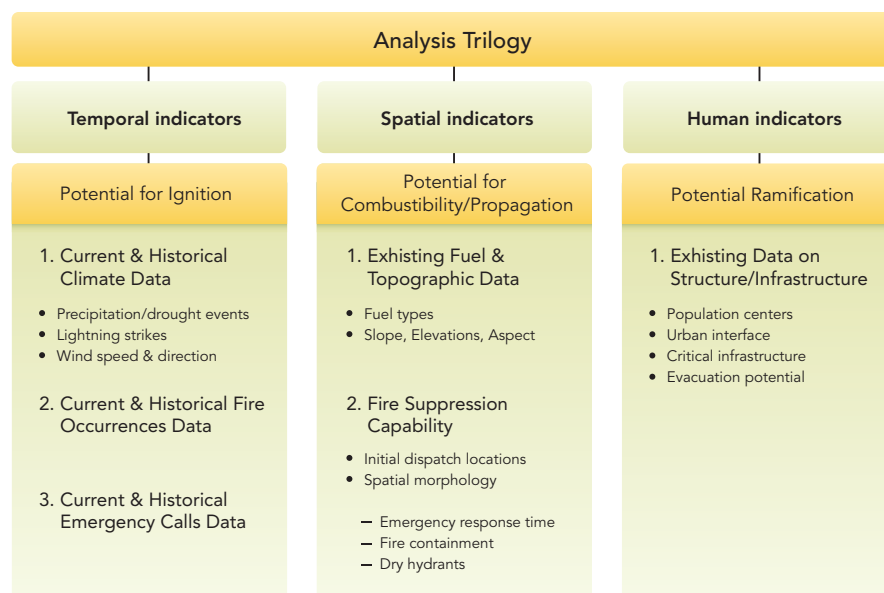 Analysis Trilogy
Temporal indicators
Potential for Ignition
1. Current & Historical
Climate Data
• Precipitation/drought events
• Lightning strikes
• Wind speed & direction
2. Current & Historical Fire
Occurrences Data
3. Current & Historical
Emergency Calls Data
Spatial indicators
Potential for
Combustibility/Propagation
1. Exhisting Fuel &
Topographic Data
• Fuel types
• Slope, Elevations, Aspect
2. Fire Suppression
Capability
• Initial dispatch locations
• Spatial morphology
— Emergency response time
— Fire containment
— Dry hydrants
Human indicators
Potential Ramification
1. Exhisting Data on
Structure/Infrastructure
• Population centers
• Urban interface
• Critical infrastructure
• Evacuation potential